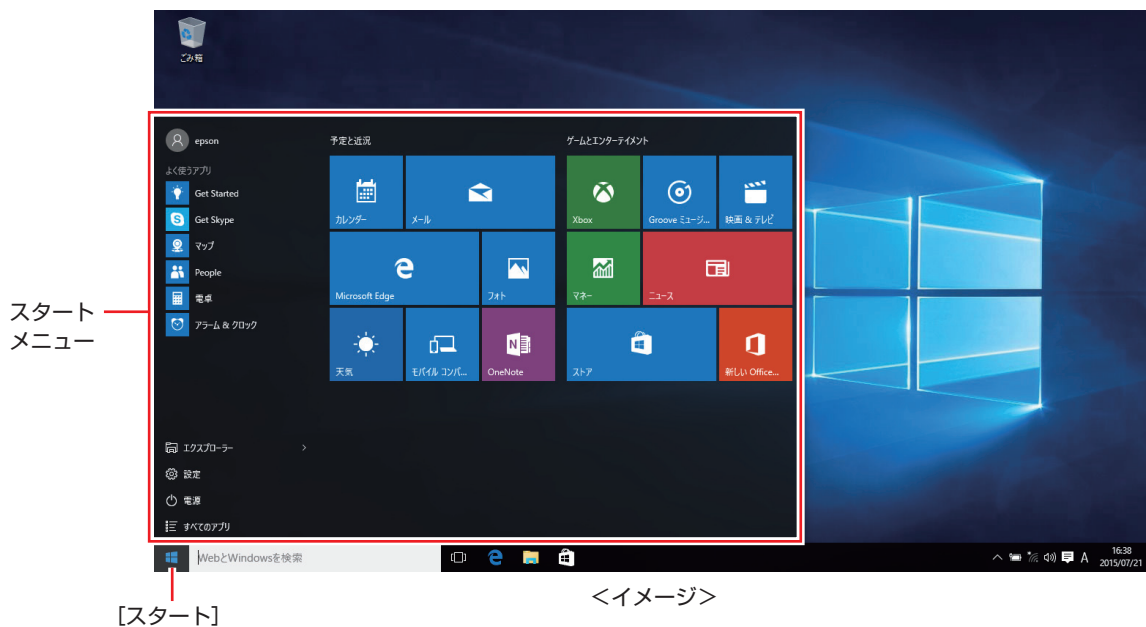 ごみ箱
スタート
メニュー
epson
よく使うアプリ
Get Started
Get Skype
マップ
People
電卓
アラーム & クロック
エクスプローラー
設定
電源
すべてのアプリ
予定と近況
カレンダー
メール
Microsoft Edge
フォト
天気
モバイル コンパ...
OneNote
ゲームとエンターテイメント
Xbox
Groove ミュージ...
映画 & テレビ
マネー
ニュース
ストア
新しい Office...
WebとWindowsを検索
A
16:38
2015/07/21
[スタート]
<イメージ>